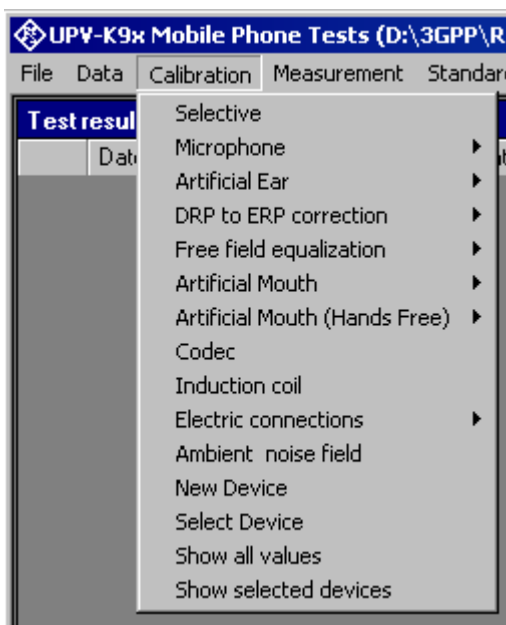 UPV-K9x Mobile Phone Tests (D:\3GPP\R
File Data Calibration Measurement Standar
Test resul
Dat
Selective
Microphone
Artificial Ear
DRP to ERP correction
Free field equalization
Artificial Mouth
Artificial Mouth (Hands Free)
Codec
Induction coil
Electric connections
Ambient noise field
New Device
Select Device
Show all values
Show selected devices